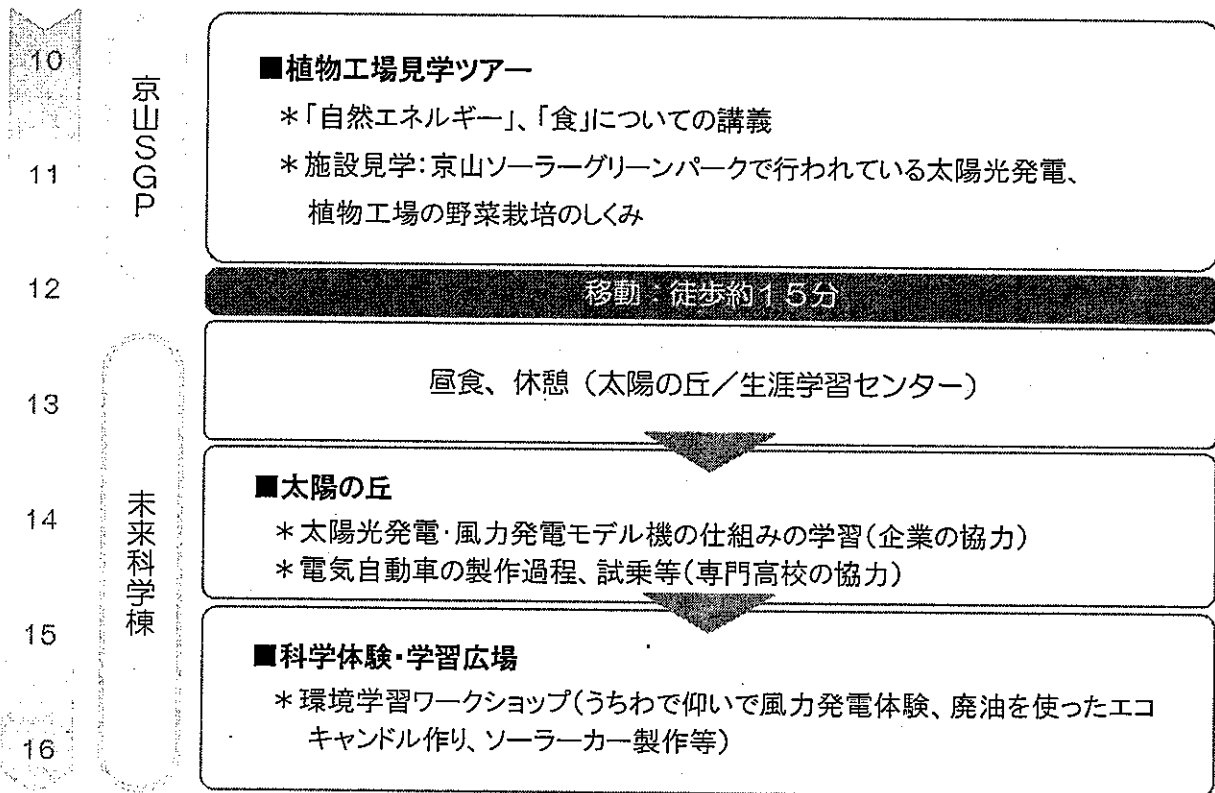 10
11
12
13
14
15
16
京山SGP
未来科学棟
■植物工場見学ツアー
＊「自然エネルギー」、「食」についての講義
＊施設見学：京山ソーラーグリーンパークで行われている太陽光発電、
植物工場の野菜栽培のしくみ
移動：徒歩約１５分
昼食、休憩（太陽の丘／生涯学習センター）
■太陽の丘
＊太陽光発電・風力発電モデル機の仕組みの学習（企業の協力）
＊電気自動車の製作過程、試乗等（専門高校の協力）
■科学体験・学習広場
＊環境学習ワークショップ（うちわで仰いで風力発電体験、廃油を使ったエコ
キャンドル作り、ソーラーカー製作等）